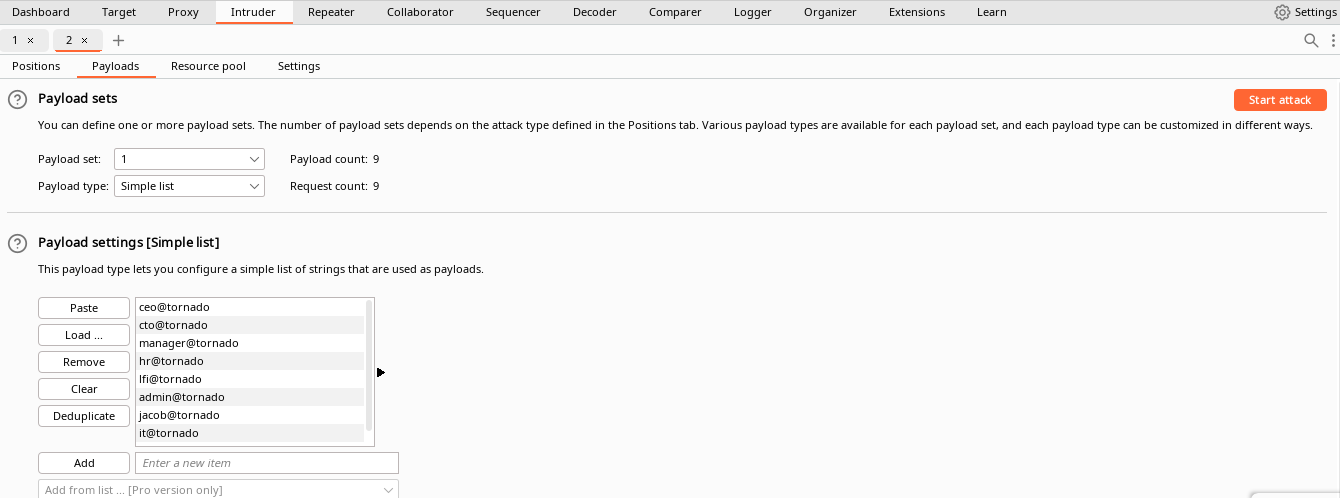 Dashboard Target Proxy Intruder Repeater Collaborator Sequencer Decoder Comparer Logger Organizer Extensions Learn Settings
1 × 2 × +
Positions Payloads Resource pool Settings
? Payload sets Start attack
You can define one or more payload sets. The number of payload sets depends on the attack type defined in the Positions tab. Various payload types are available for each payload set, and each payload type can be customized in different ways.
Payload set: 1 Payload count: 9
Payload type: Simple list Request count: 9
? Payload settings [Simple list]
This payload type lets you configure a simple list of strings that are used as payloads.
Paste ceo@tornado
cto@tornado
Load ... manager@tornado
Remove hr@tornado
lfi@tornado
Clear admin@tornado
Deduplicate jacob@tornado
it@tornado
Add Enter a new item
Add from list ... [Pro version only]